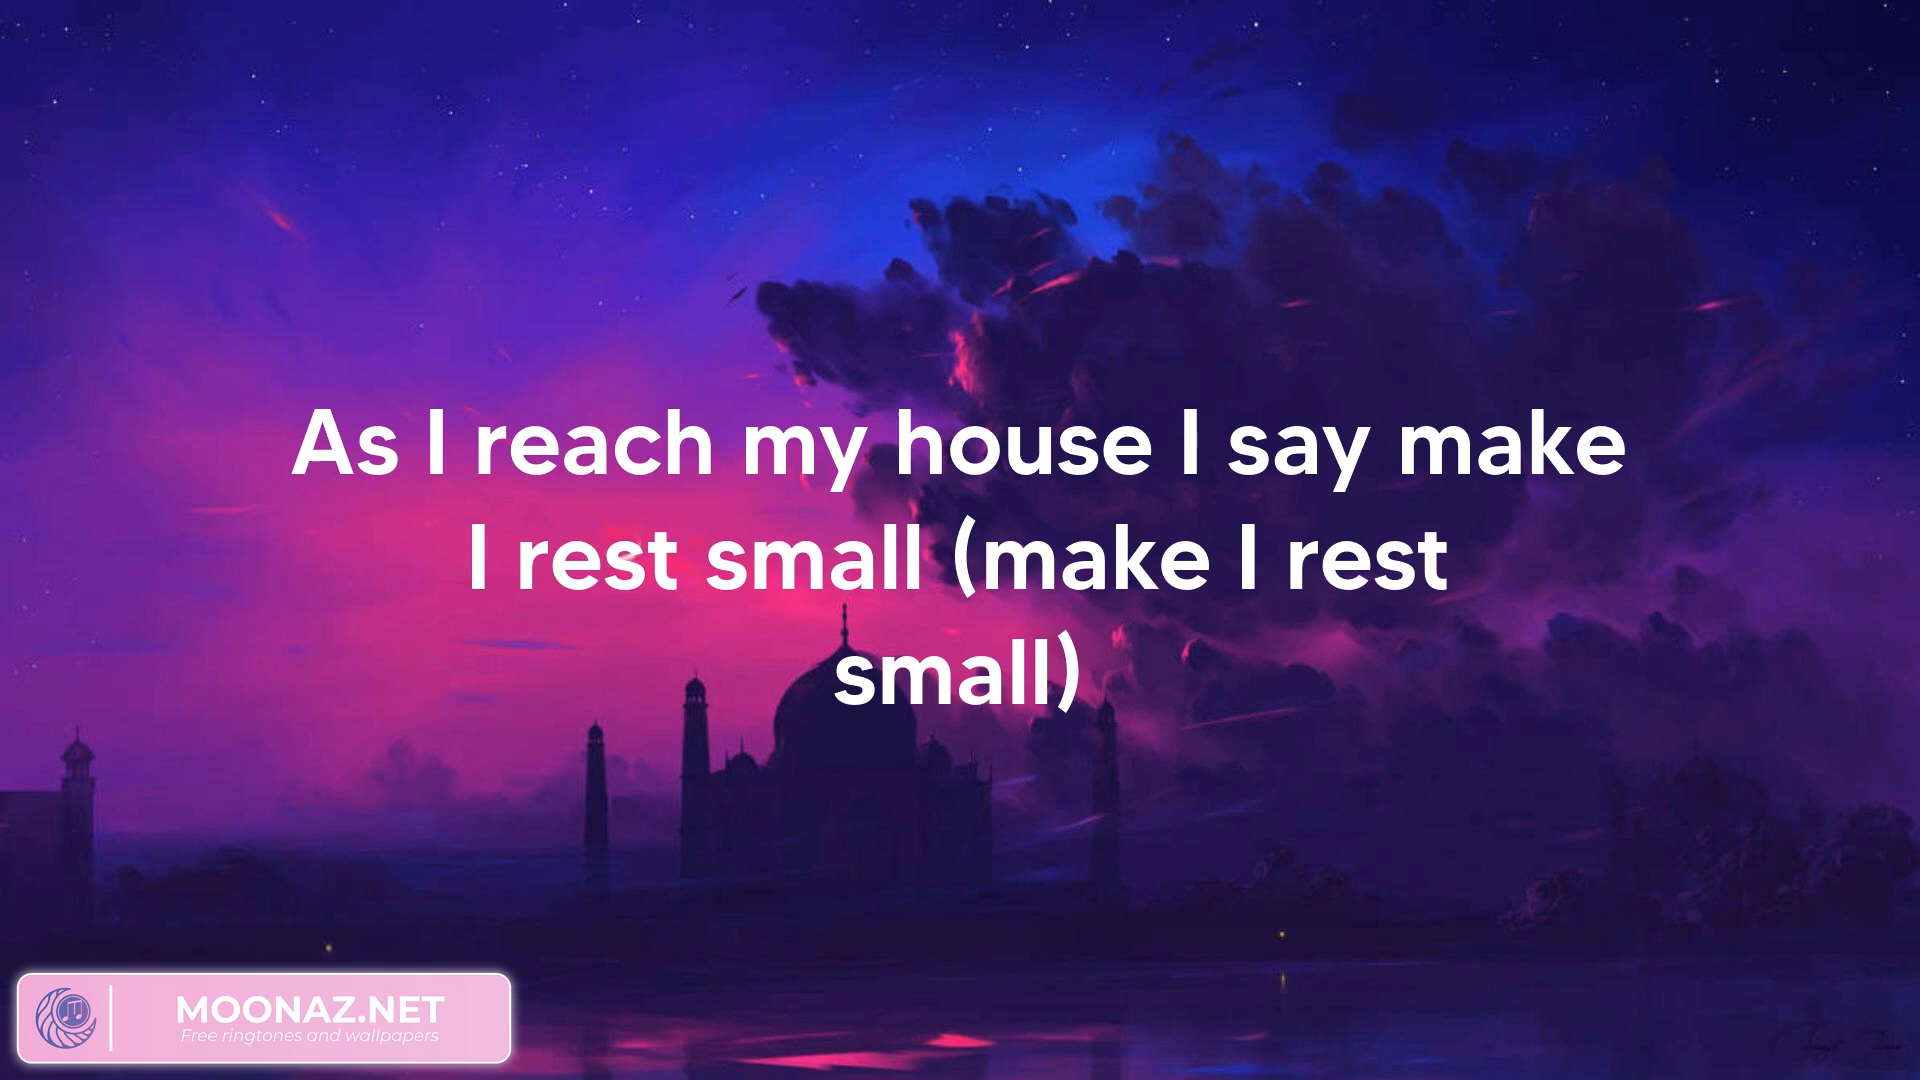 As I reach my house I say make
I rest small (make I rest
small)
MOONAZ.NET
Free ringtones and wallpapers